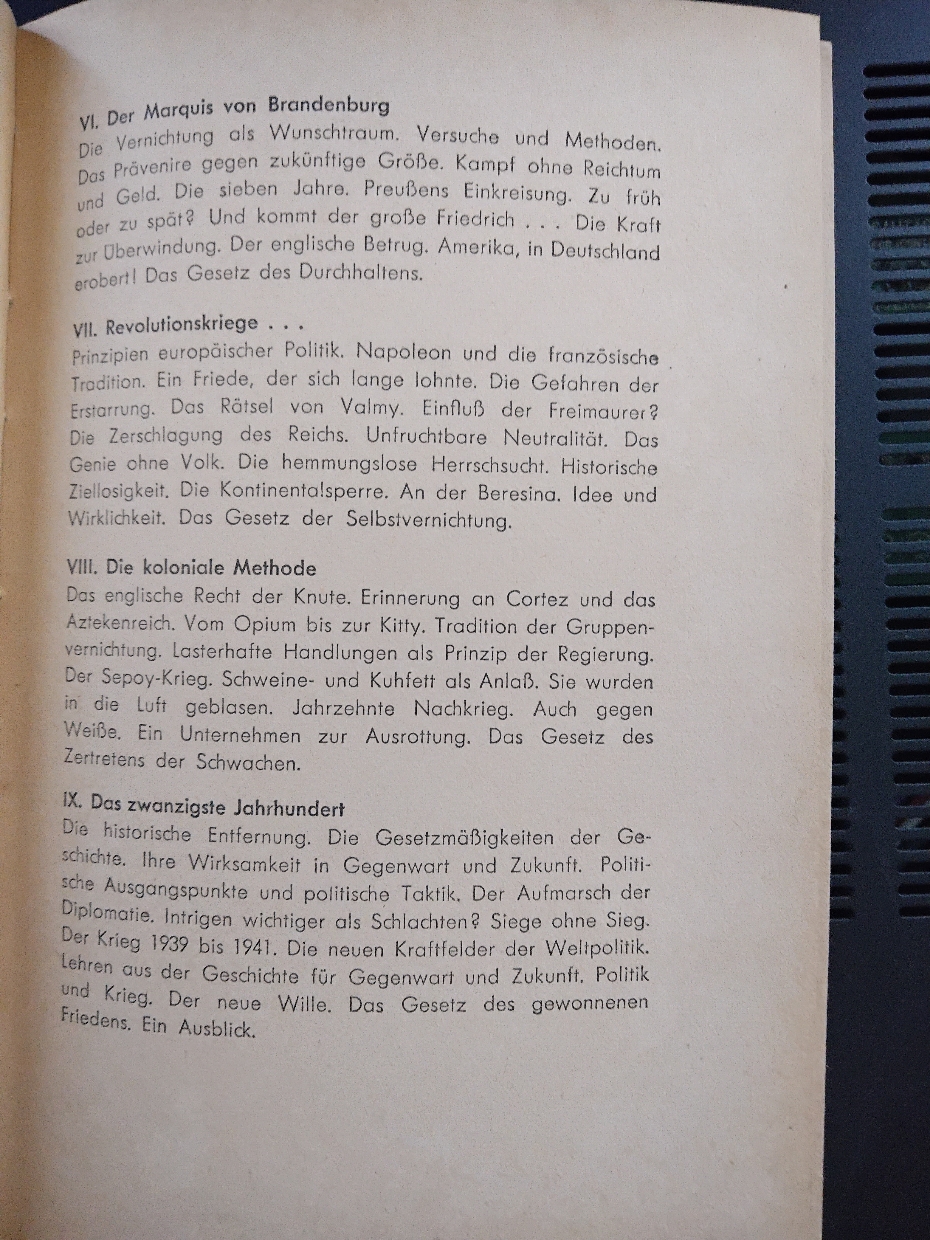 VI. Der Marquis von Brandenburg
Die Vernichtung als Wunschtraum. Versuche und Methoden.
Das Prävenire gegen zukünftige Größe. Kampf ohne Reichtum
und Geld. Die sieben Jahre. Preußens Einkreisung. Zu früh
oder zu spät? Und kommt der große Friedrich . . . Die Kraft
zur Überwindung. Der englische Betrug. Amerika, in Deutschland
erobert! Das Gesetz des Durchhaltens.
VII. Revolutionskriege . . .
Prinzipien europäischer Politik. Napoleon und die französische
Tradition. Ein Friede, der sich lange lohnte. Die Gefahren der
Erstarrung. Das Rätsel von Valmy. Einfluß der Freimaurer?
Die Zerschlagung des Reichs. Unfruchtbare Neutralität. Das
Genie ohne Volk. Die hemmungslose Herrschsucht. Historische
Ziellosigkeit. Die Kontinentalsperre. An der Beresina. Idee und
Wirklichkeit. Das Gesetz der Selbstvernichtung.
VIII. Die koloniale Methode
Das englische Recht der Knute. Erinnerung an Cortez und das
Aztekenreich. Vom Opium bis zur Kitty. Tradition der Gruppen-
vernichtung. Lasterhafte Handlungen als Prinzip der Regierung.
Der Sepoy-Krieg. Schweine- und Kuhfett als Anlaß. Sie wurden
in die Luft geblasen. Jahrzehnte Nachkrieg. Auch gegen
Weiße. Ein Unternehmen zur Ausrottung. Das Gesetz des
Zertretens der Schwachen.
IX. Das zwanzigste Jahrhundert
Die historische Entfernung. Die Gesetzmäßigkeiten der Ge-
schichte. Ihre Wirksamkeit in Gegenwart und Zukunft. Politi-
sche Ausgangspunkte und politische Taktik. Der Aufmarsch der
Diplomatie. Intrigen wichtiger als Schlachten? Siege ohne Sieg.
Der Krieg 1939 bis 1941. Die neuen Kraftfelder der Weltpolitik.
Lehren aus der Geschichte für Gegenwart und Zukunft. Politik
und Krieg. Der neue Wille. Das Gesetz des gewonnenen
Friedens. Ein Ausblick.